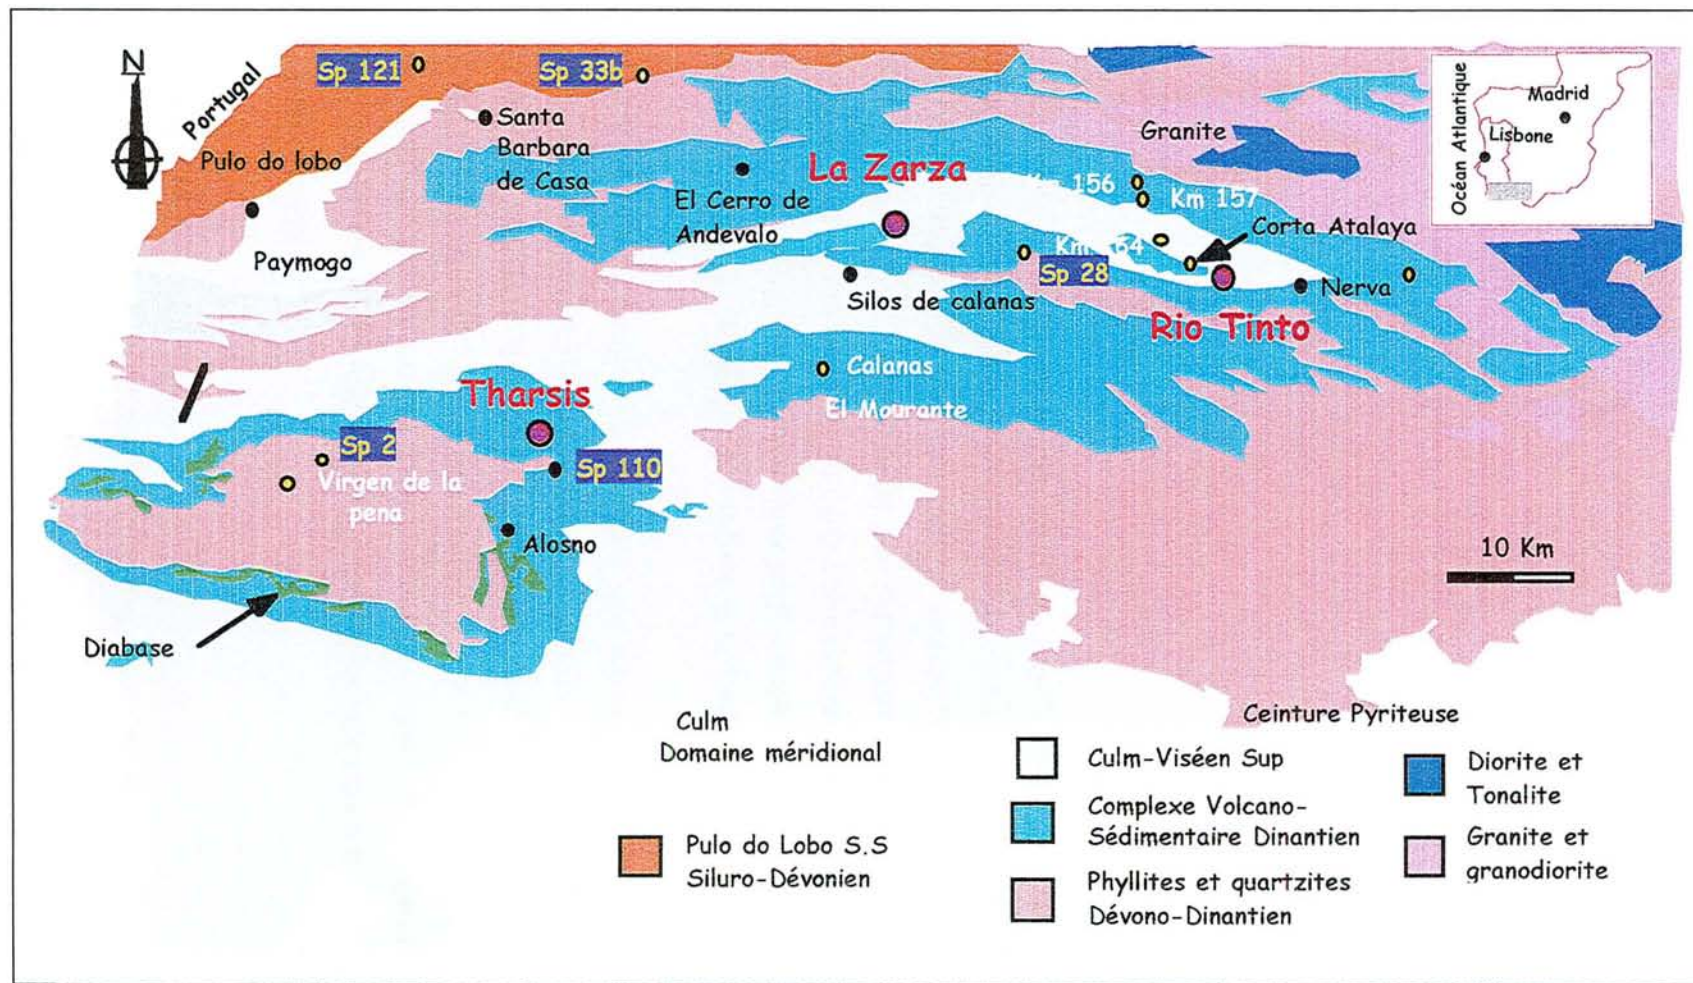 N
Portugal
Sp 121
Sp 33b
Pulo do lobo
Santa
Barbara
de Casa
La Zarza
Granite
Océan Atlantique
Madrid
Lisbone
156
Km 157
El Cerro de
Andevalo
Corta Atalaya
Paymogo
Sp 28
Silos de calanas
Nerva
Rio Tinto
Calanas
El Mourante
Tharsis
Sp 2
Sp 110
Virgen de la
pena
Alosno
10 Km
Diabase
Culm
Domaine méridional
Ceinture Pyriteuse
Culm-Viséen Sup
Diorite et
Tonalite
Complexe Volcano-
Sédimentaire Dinantien
Pulo do Lobo S.S
Siluro-Dévonien
Granite et
granodiorite
Phyllites et quartzites
Dévono-Dinantien